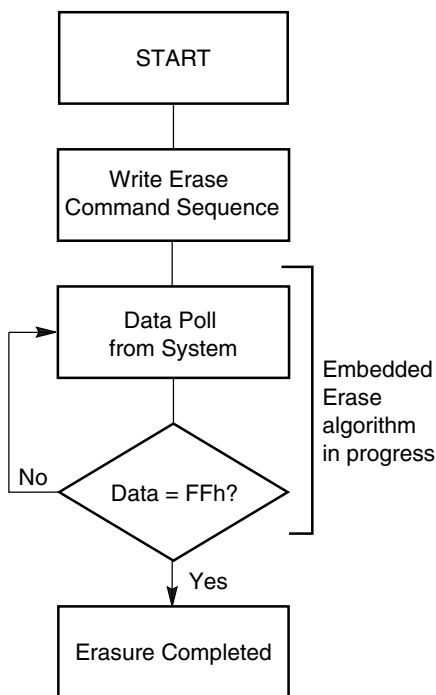 START
Write Erase
Command Sequence
Data Poll
from System
Embedded
Erase
algorithm
in progress
No
Data = FFh?
Yes
Erasure Completed